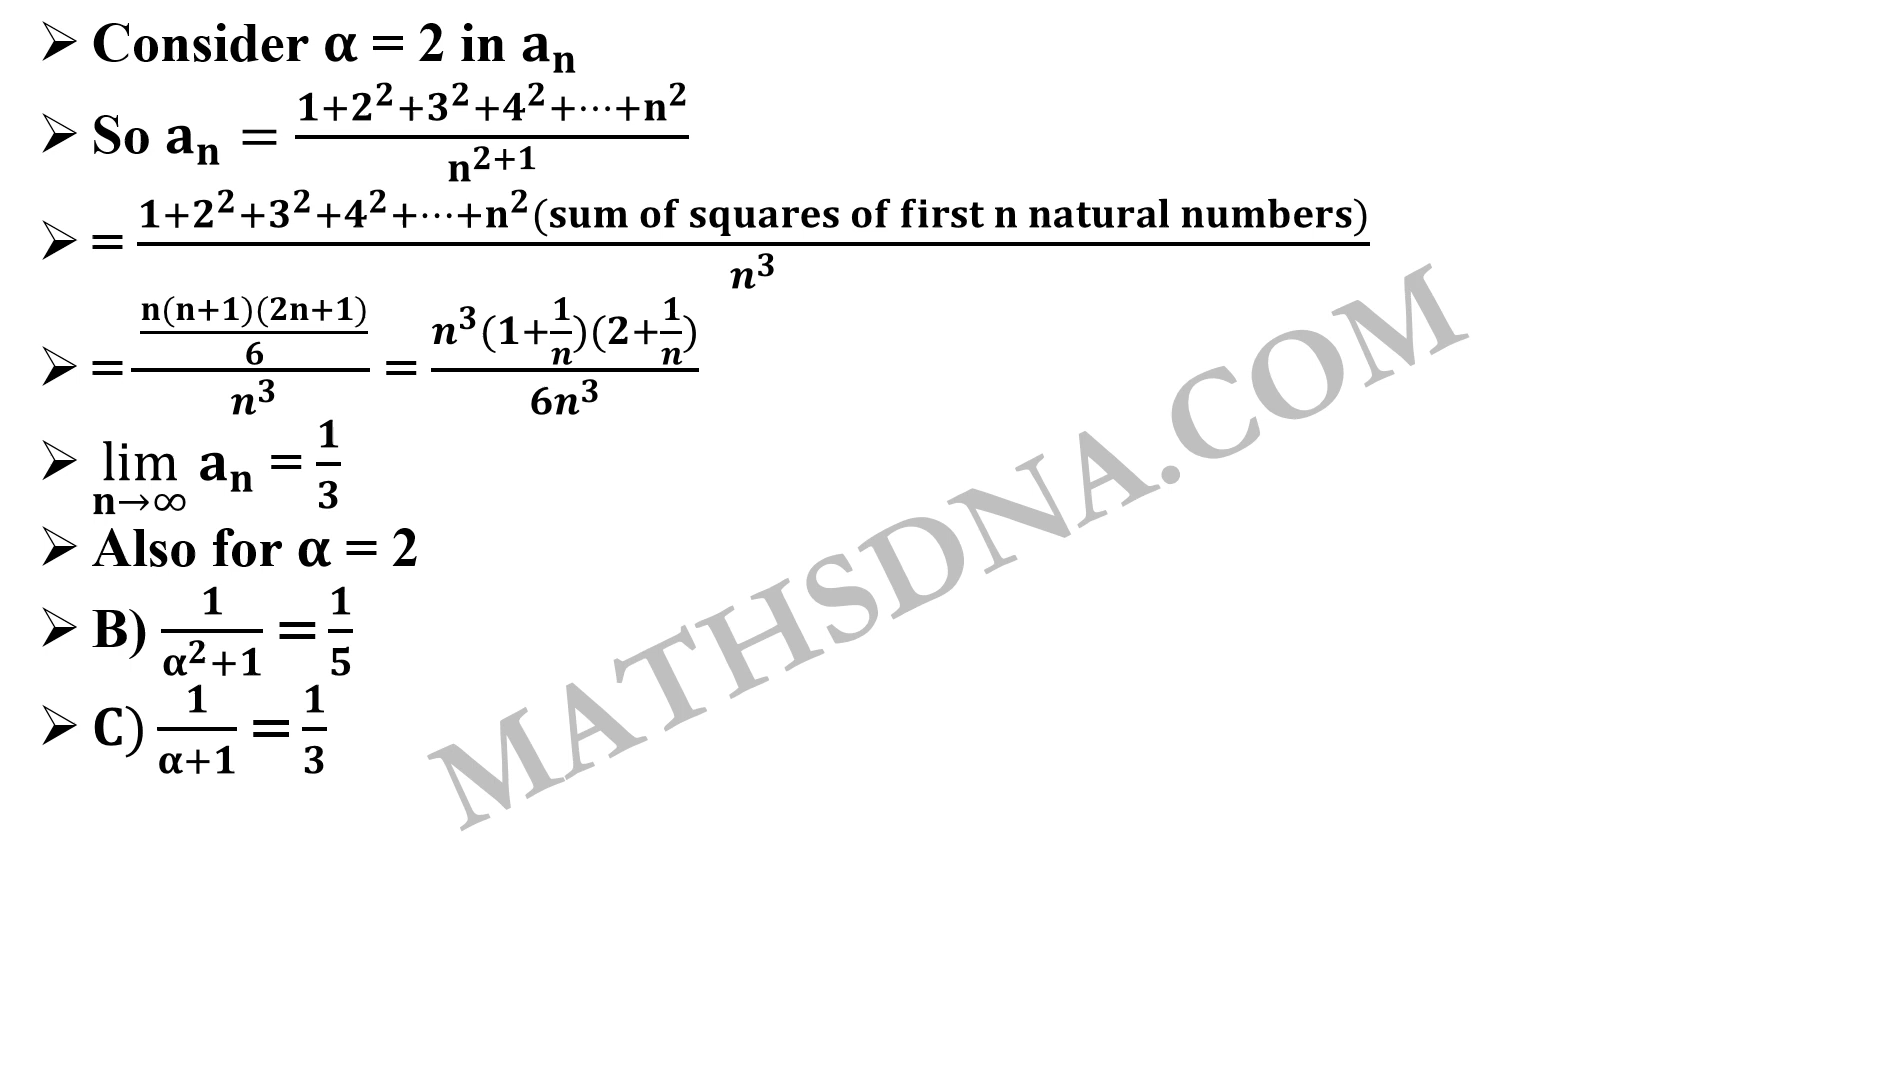 ➢ Consider α = 2 in aₙ
➢ So aₙ = (1+2²+3²+4²+⋯+n²)/(n²⁺¹)
➢ = (1+2²+3²+4²+⋯+n²(sum of squares of first n natural numbers))/(n³)
➢ = (n(n+1)(2n+1)/6)/(n³) = (n³(1+1/n)(2+1/n))/(6n³)
➢ lim n→∞ aₙ = 1/3
➢ Also for α = 2
➢ B) 1/(α²+1) = 1/5
➢ C) 1/(α+1) = 1/3
MATHSDNA.COM